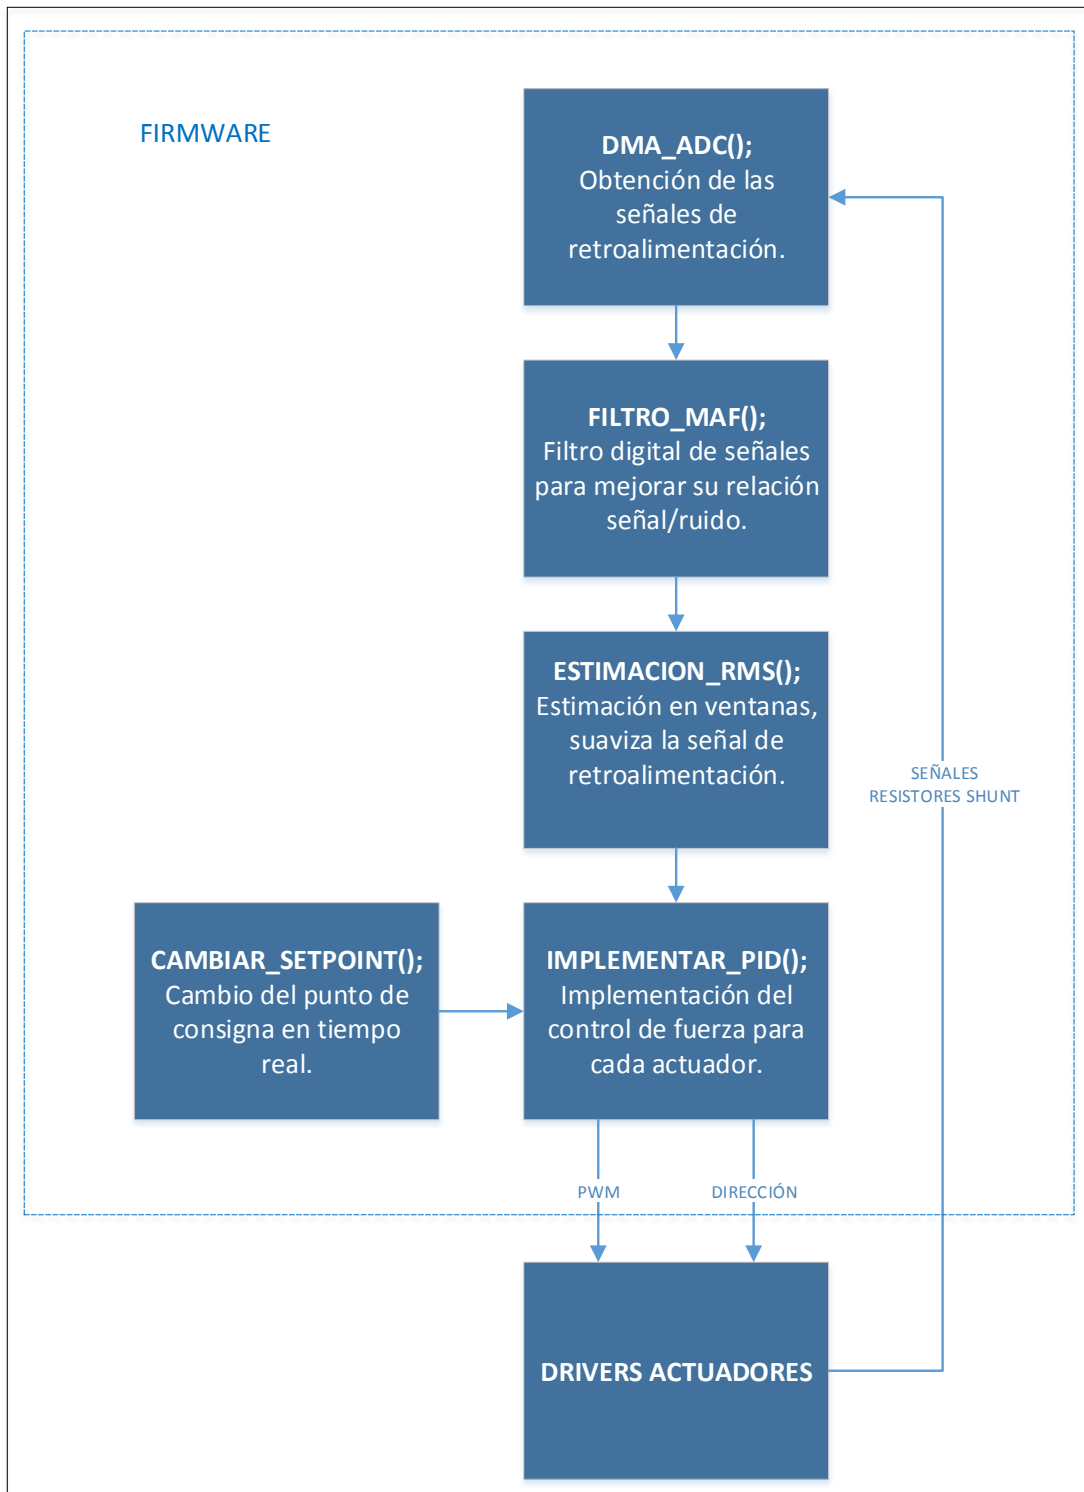 FIRMWARE
DMA_ADC();
Obtención de las
señales de
retroalimentación.
FILTRO_MAF();
Filtro digital de señales
para mejorar su relación
señal/ruido.
ESTIMACION_RMS();
Estimación en ventanas,
suaviza la señal de
retroalimentación.
SEÑALES
RESISTORES SHUNT
CAMBIAR_SETPOINT();
Cambio del punto de
consigna en tiempo
real.
IMPLEMENTAR_PID();
Implementación del
control de fuerza para
cada actuador.
PWM
DIRECCIÓN
DRIVERS ACTUADORES